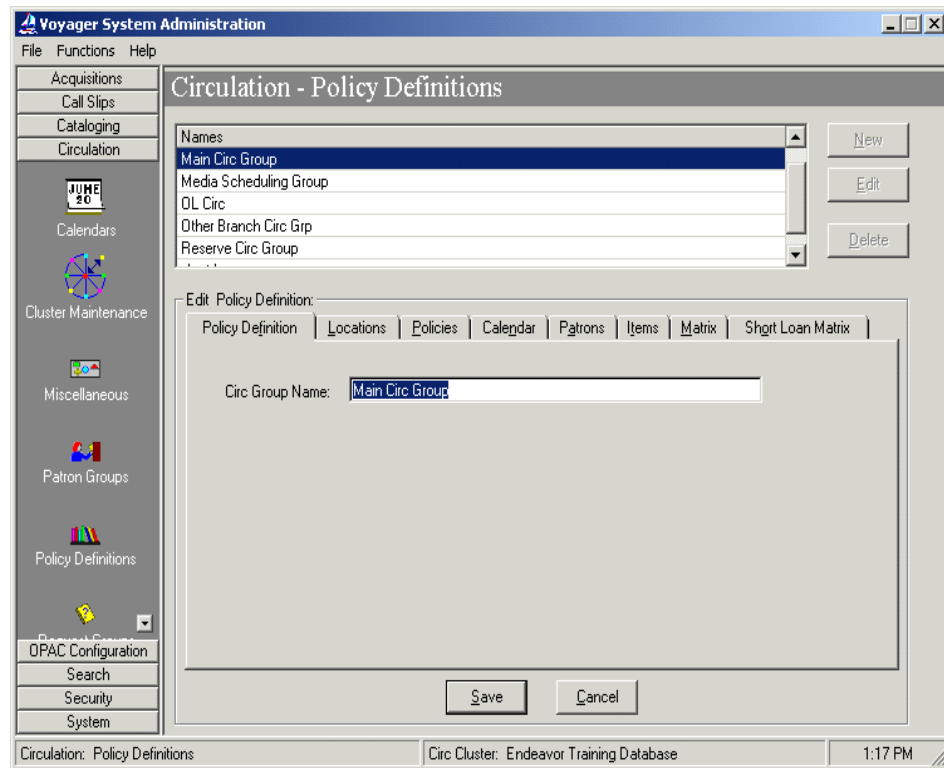 Voyager System Administration
File Functions Help
Acquisitions
Call Slips
Cataloging
Circulation
JUNE
20
Calendars
Cluster Maintenance
Miscellaneous
Patron Groups
Policy Definitions
OPAC Configuration
Search
Security
System
Circulation - Policy Definitions
Names
Main Circ Group
Media Scheduling Group
OL Circ
Other Branch Circ Grp
Reserve Circ Group
New
Edit
Delete
Edit Policy Definition:
Policy Definition Locations Policies Calendar Patrons Items Matrix Short Loan Matrix
Circ Group Name: Main Circ Group
Save Cancel
Circulation: Policy Definitions Circ Cluster: Endeavor Training Database 1:17 PM